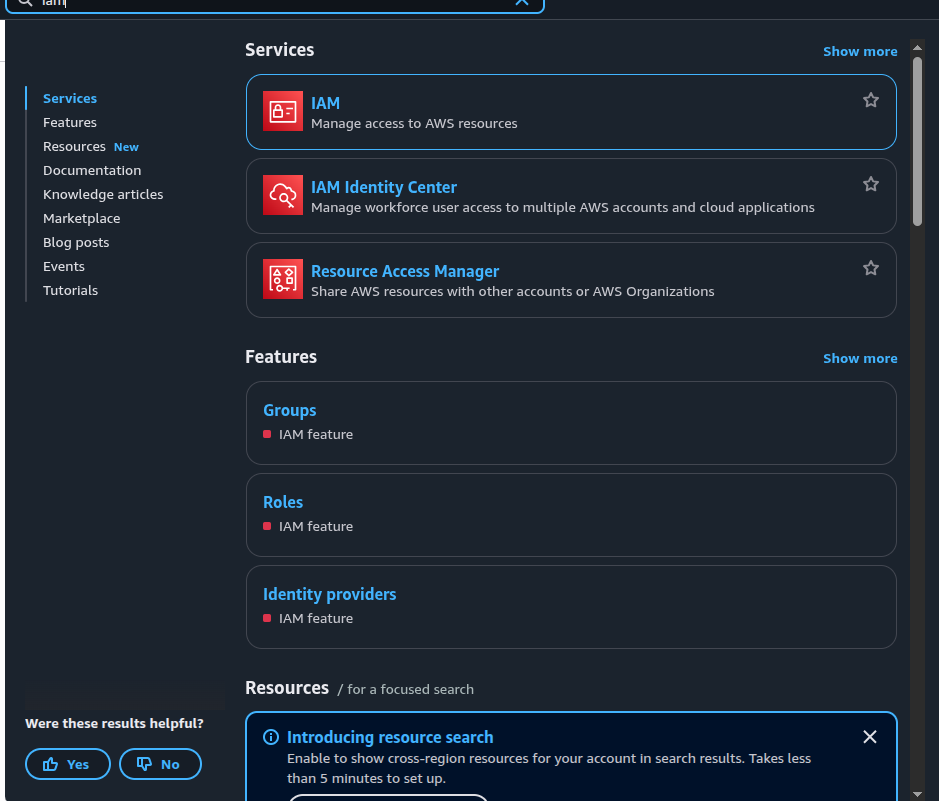 iam
Services
Show more
Services
Features
Resources New
Documentation
Knowledge articles
Marketplace
Blog posts
Events
Tutorials
IAM
Manage access to AWS resources
IAM Identity Center
Manage workforce user access to multiple AWS accounts and cloud applications
Resource Access Manager
Share AWS resources with other accounts or AWS Organizations
Features
Show more
Groups
IAM feature
Roles
IAM feature
Identity providers
IAM feature
Resources / for a focused search
Introducing resource search
Enable to show cross-region resources for your account in search results. Takes less
than 5 minutes to set up.
Were these results helpful?
Yes
No